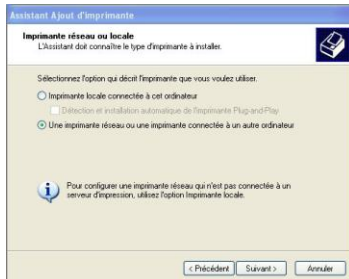 Assistant Ajout d'imprimante
Imprimante réseau ou locale
L'Assistant doit connaître le type d'imprimante à installer.
Sélectionnez l'option qui décrit l'imprimante que vous voulez utiliser.
Imprimante locale connectée à cet ordinateur
Détection et installation automatique de l'imprimante Plug-and-Play
Une imprimante réseau ou une imprimante connectée à un autre ordinateur
Pour configurer une imprimante réseau qui n'est pas connectée à un
serveur d'impression, utilisez l'option Imprimante locale.
< Précédent Suivant > Annuler